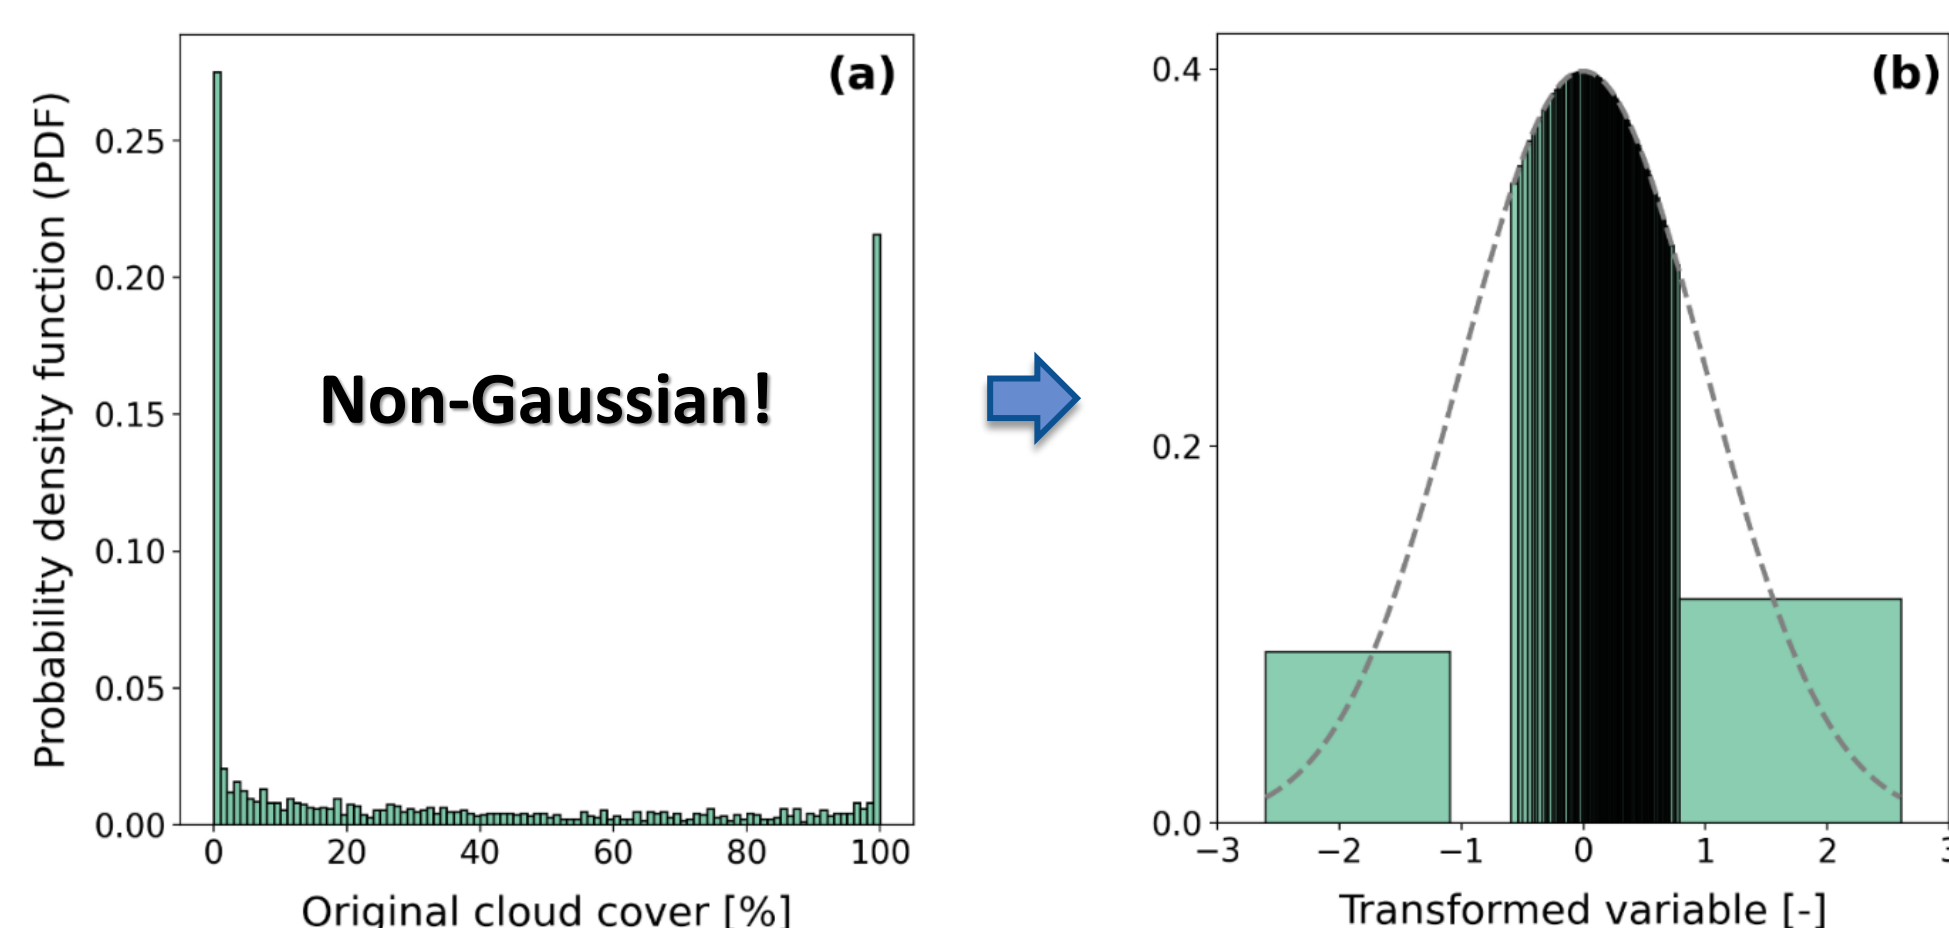 (a)
Probability density function (PDF)
0.25
0.20
0.15
0.10
0.05
0.00
Non-Gaussian!
0 20 40 60 80 100
Original cloud cover [%]
(b)
0.4
0.2
0.0
−3 −2 −1 0 1 2 3
Transformed variable [-]